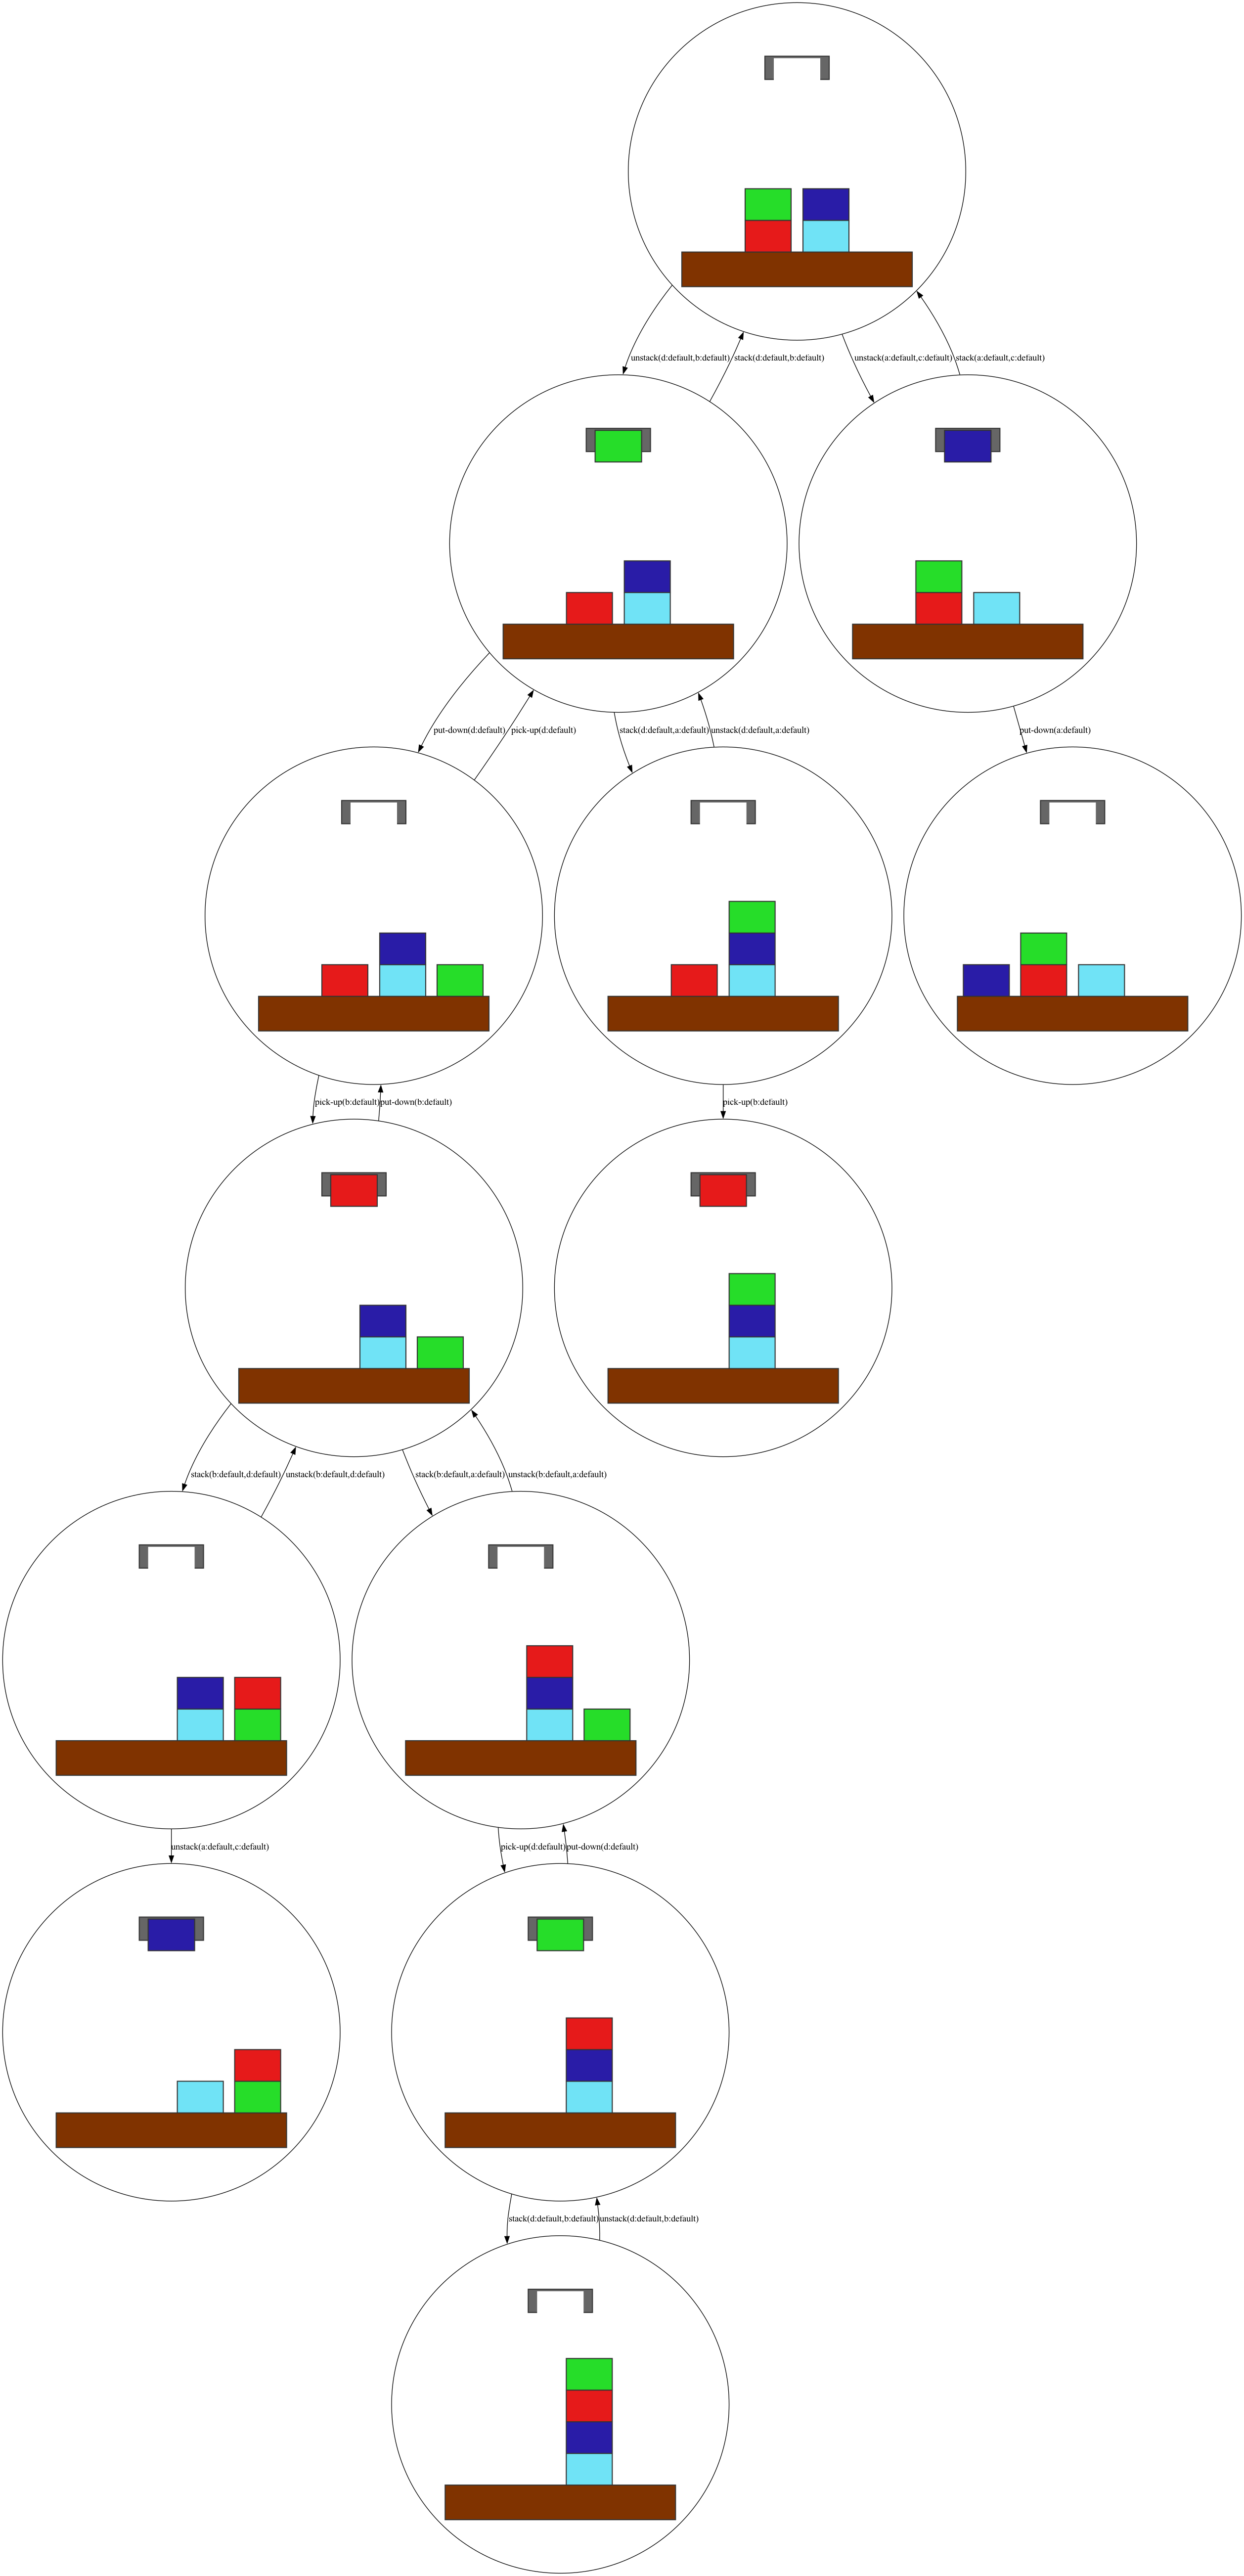 unstack(d:default,b:default)
stack(d:default,b:default)
unstack(a:default,c:default)
stack(a:default,c:default)
put-down(d:default)
pick-up(d:default)
stack(d:default,a:default)
unstack(d:default,a:default)
put-down(a:default)
pick-up(b:default)
put-down(b:default)
pick-up(b:default)
stack(b:default,d:default)
unstack(b:default,d:default)
stack(b:default,a:default)
unstack(b:default,a:default)
unstack(a:default,c:default)
pick-up(d:default)
put-down(d:default)
stack(d:default,b:default)
unstack(d:default,b:default)